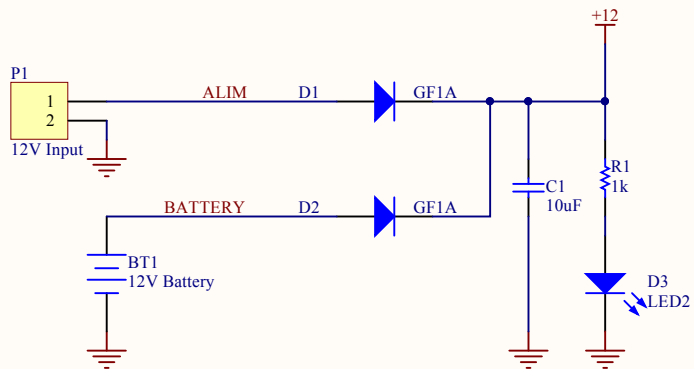 +12
P1
1
2
12V Input
ALIM
D1
GF1A
BATTERY
D2
GF1A
BT1
12V Battery
C1
10uF
R1
1k
D3
LED2